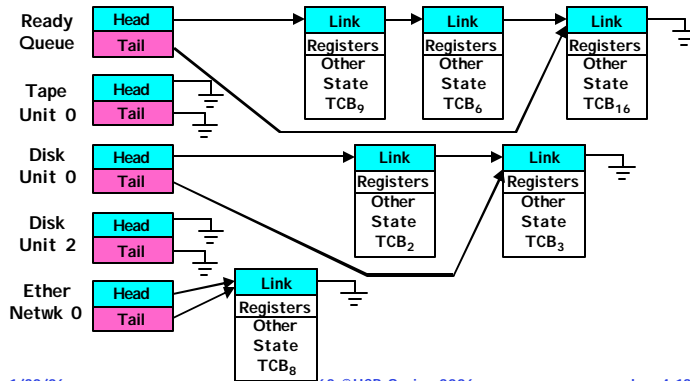 Ready
Queue
Head
Tail
Link
Registers
Other
State
TCB9
Link
Registers
Other
State
TCB6
Link
Registers
Other
State
TCB16
Tape
Unit 0
Head
Tail
Disk
Unit 0
Head
Tail
Link
Registers
Other
State
TCB2
Link
Registers
Other
State
TCB3
Disk
Unit 2
Head
Tail
Ether
Netwk 0
Head
Tail
Link
Registers
Other
State
TCB8